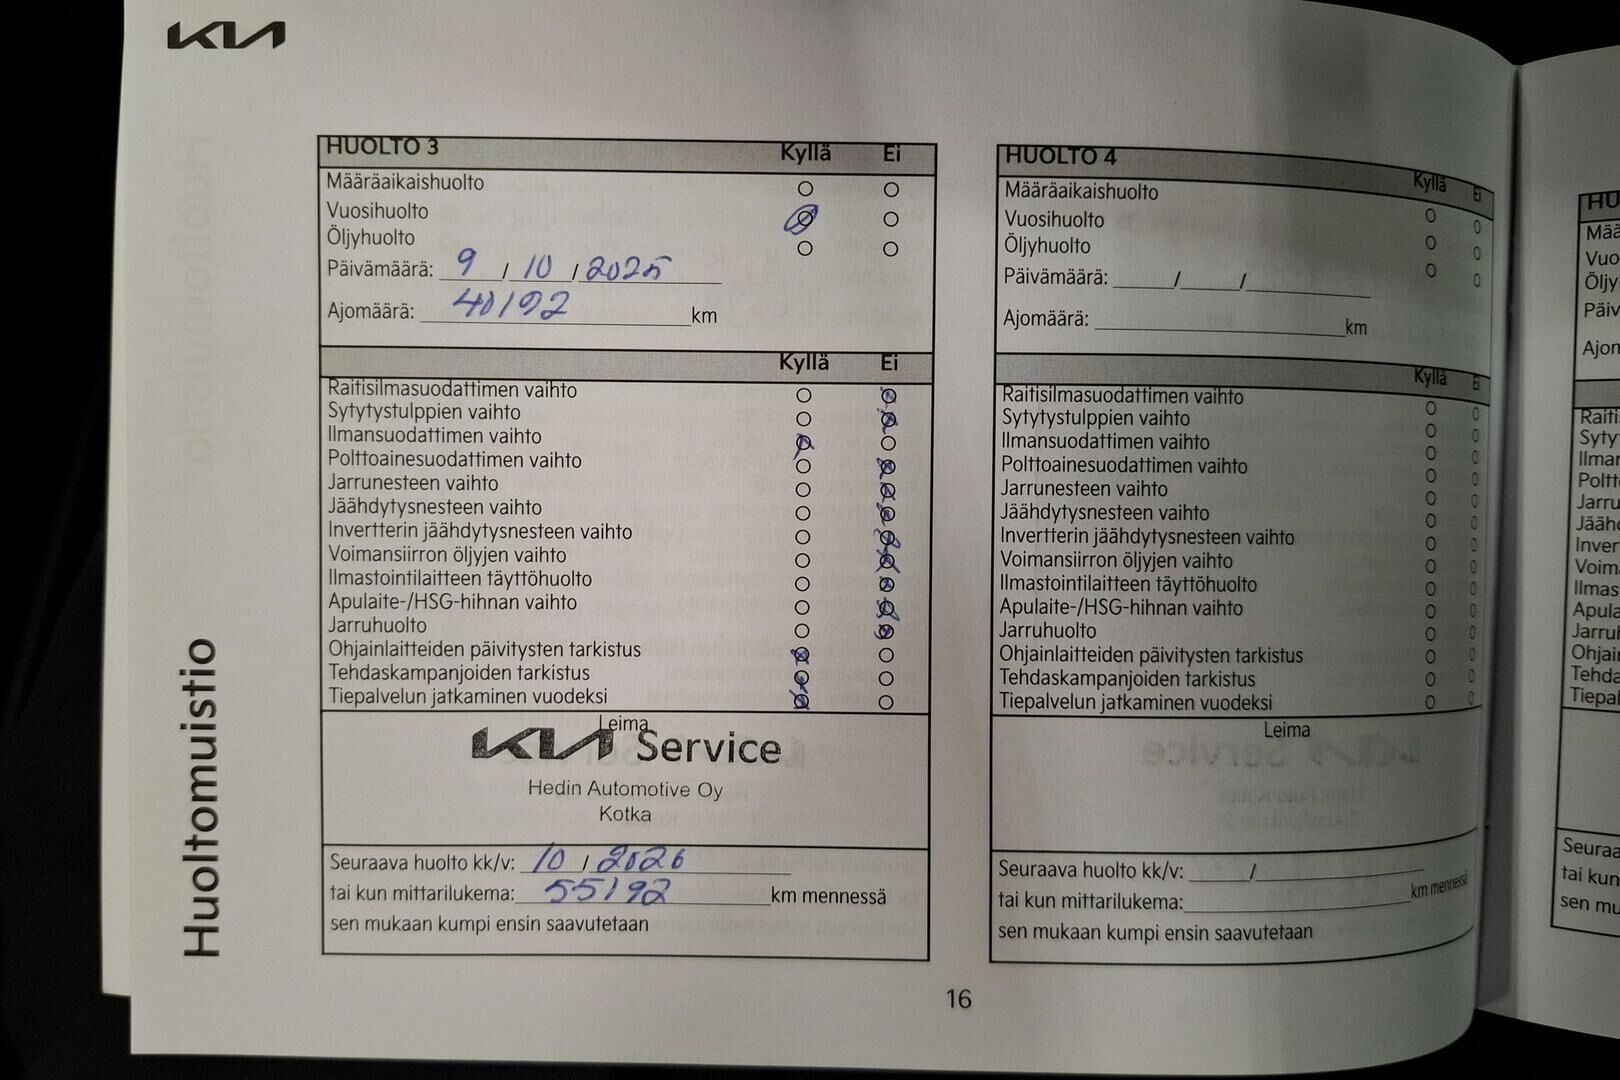 KIA
Huoltomuistio
HUOLTO 3 Kyllä Ei
Määräaikaishuolto
Vuosihuolto
Öljyhuolto
Päivämäärä: 9 / 10 / 2025
Ajomäärä: 40192 km
Kyllä Ei
Raitisilmasuodattimen vaihto
Sytytystulppien vaihto
Ilmansuodattimen vaihto
Polttoainesuodattimen vaihto
Jarrunesteen vaihto
Jäähdytysnesteen vaihto
Invertterin jäähdytysnesteen vaihto
Voimansiirron öljyjen vaihto
Ilmastointilaitteen täyttöhuolto
Apulaite-/HSG-hihnan vaihto
Jarruhuolto
Ohjainlaitteiden päivitysten tarkistus
Tehdaskampanjoiden tarkistus
Tiepalvelun jatkaminen vuodeksi
Leima
KIA Service
Hedin Automotive Oy
Kotka
Seuraava huolto kk/v: 10 / 2026
tai kun mittarilukema: 55192 km mennessä
sen mukaan kumpi ensin saavutetaan
HUOLTO 4 Kyllä Ei
Määräaikaishuolto
Vuosihuolto
Öljyhuolto
Päivämäärä: / /
Ajomäärä: km
Kyllä Ei
Raitisilmasuodattimen vaihto
Sytytystulppien vaihto
Ilmansuodattimen vaihto
Polttoainesuodattimen vaihto
Jarrunesteen vaihto
Jäähdytysnesteen vaihto
Invertterin jäähdytysnesteen vaihto
Voimansiirron öljyjen vaihto
Ilmastointilaitteen täyttöhuolto
Apulaite-/HSG-hihnan vaihto
Jarruhuolto
Ohjainlaitteiden päivitysten tarkistus
Tehdaskampanjoiden tarkistus
Tiepalvelun jatkaminen vuodeksi
Leima
Seuraava huolto kk/v: /
tai kun mittarilukema: km mennessä
sen mukaan kumpi ensin saavutetaan
16